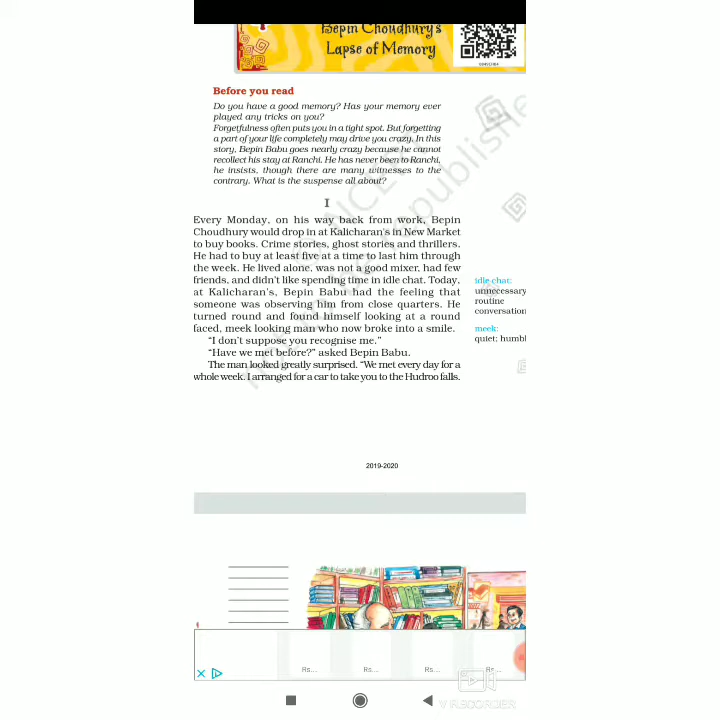 Bepin Choudhury's
Lapse of Memory
Before you read
Do you have a good memory? Has your memory ever
played any tricks on you?
Forgetfulness often puts you in a tight spot. But forgetting
a part of your life completely may drive you crazy. In this
story, Bepin Babu goes nearly crazy because he cannot
recollect his stay at Ranchi. He has never been to Ranchi,
he insists, though there are many witnesses to the
contrary. What is the suspense all about?
I
Every Monday, on his way back from work, Bepin
Choudhury would drop in at Kalicharan's in New Market
to buy books. Crime stories, ghost stories and thrillers.
He had to buy at least five at a time to last him through
the week. He lived alone, was not a good mixer, had few
friends, and didn't like spending time in idle chat. Today,
at Kalicharan's, Bepin Babu had the feeling that
someone was observing him from close quarters. He
turned round and found himself looking at a round
faced, meek looking man who now broke into a smile.
"I don't suppose you recognise me."
"Have we met before?" asked Bepin Babu.
The man looked greatly surprised. "We met every day for a
whole week. I arranged for a car to take you to the Hudroo falls.
idle chat:
unnecessary
routine
conversation
meek:
quiet: humbl
2019-2020
Rs... Rs... Rs... Rs...
V RECORDER